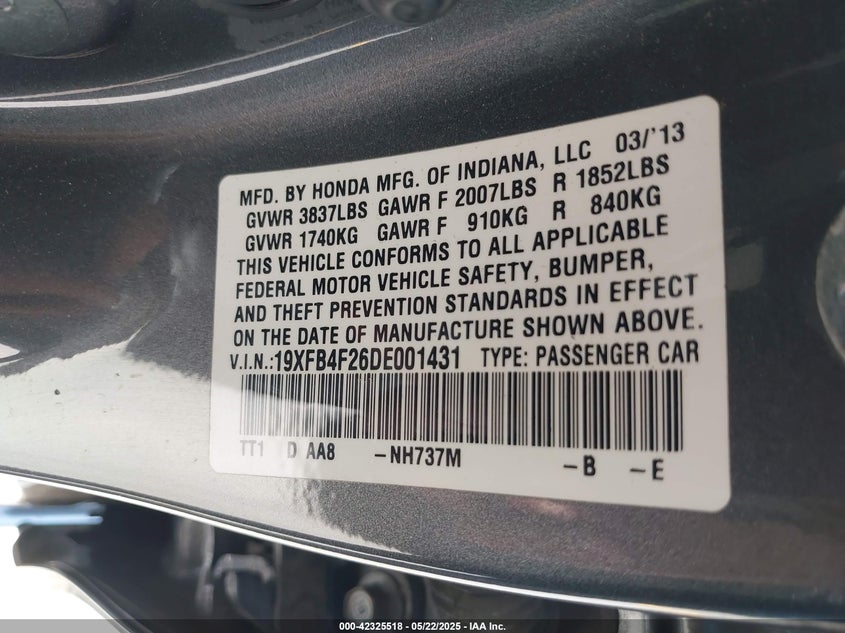 MFD. BY HONDA MFG. OF INDIANA, LLC 03/'13
GVWR 3837LBS GAWR F 2007LBS R 1852LBS
GVWR 1740KG GAWR F 910KG R 840KG
THIS VEHICLE CONFORMS TO ALL APPLICABLE
FEDERAL MOTOR VEHICLE SAFETY, BUMPER,
AND THEFT PREVENTION STANDARDS IN EFFECT
ON THE DATE OF MANUFACTURE SHOWN ABOVE.
V.I.N.:19XFB4F26DE001431 TYPE: PASSENGER CAR
TT1 D AA8 -NH737M -B -E
000-42325518 - 05/22/2025 - IAA Inc.